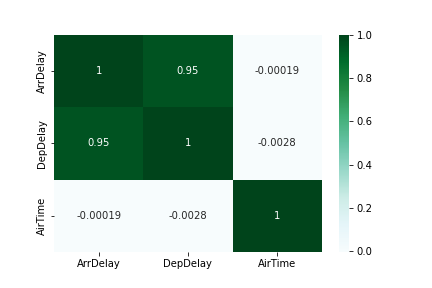 ArrDelay
DepDelay
AirTime
1 0.95 -0.00019
0.95 1 -0.0028
-0.00019 -0.0028 1
ArrDelay DepDelay AirTime
1.0
0.8
0.6
0.4
0.2
0.0